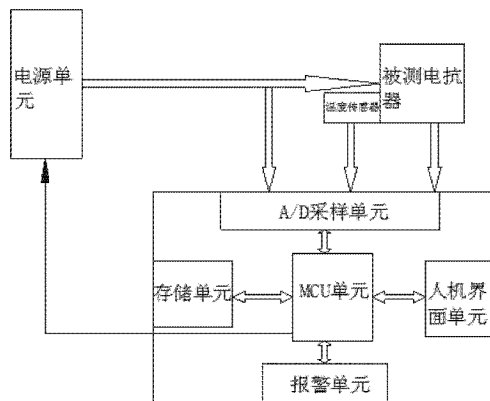 电源单
元
被测电抗
器
温度传感器
A/D采样单元
存储单元
MCU单元
人机界
面单元
报警单元